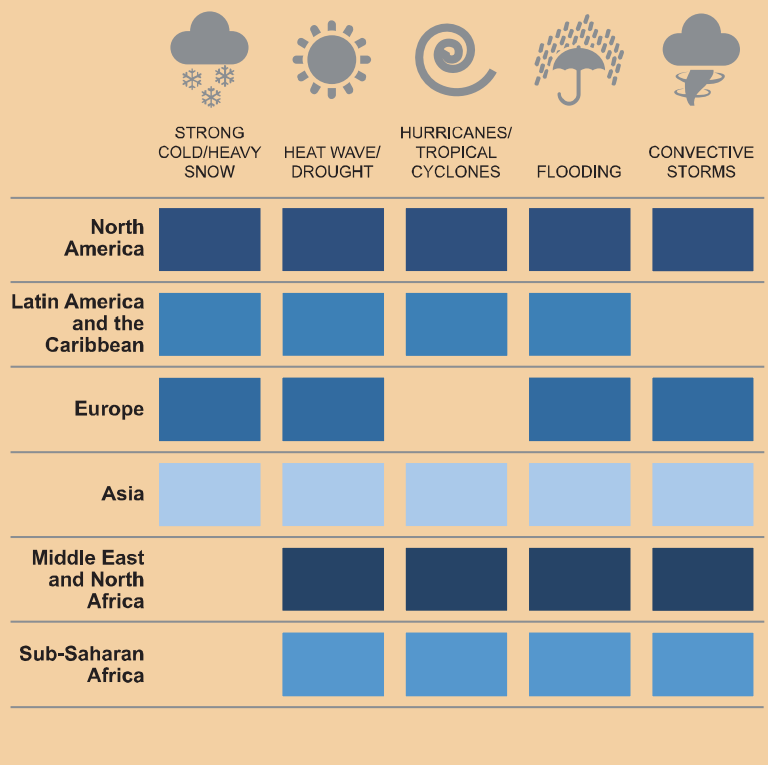 STRONG
COLD/HEAVY
SNOW
HEAT WAVE/
DROUGHT
HURRICANES/
TROPICAL
CYCLONES
FLOODING
CONVECTIVE
STORMS
North
America
Latin America
and the
Caribbean
Europe
Asia
Middle East
and North
Africa
Sub-Saharan
Africa